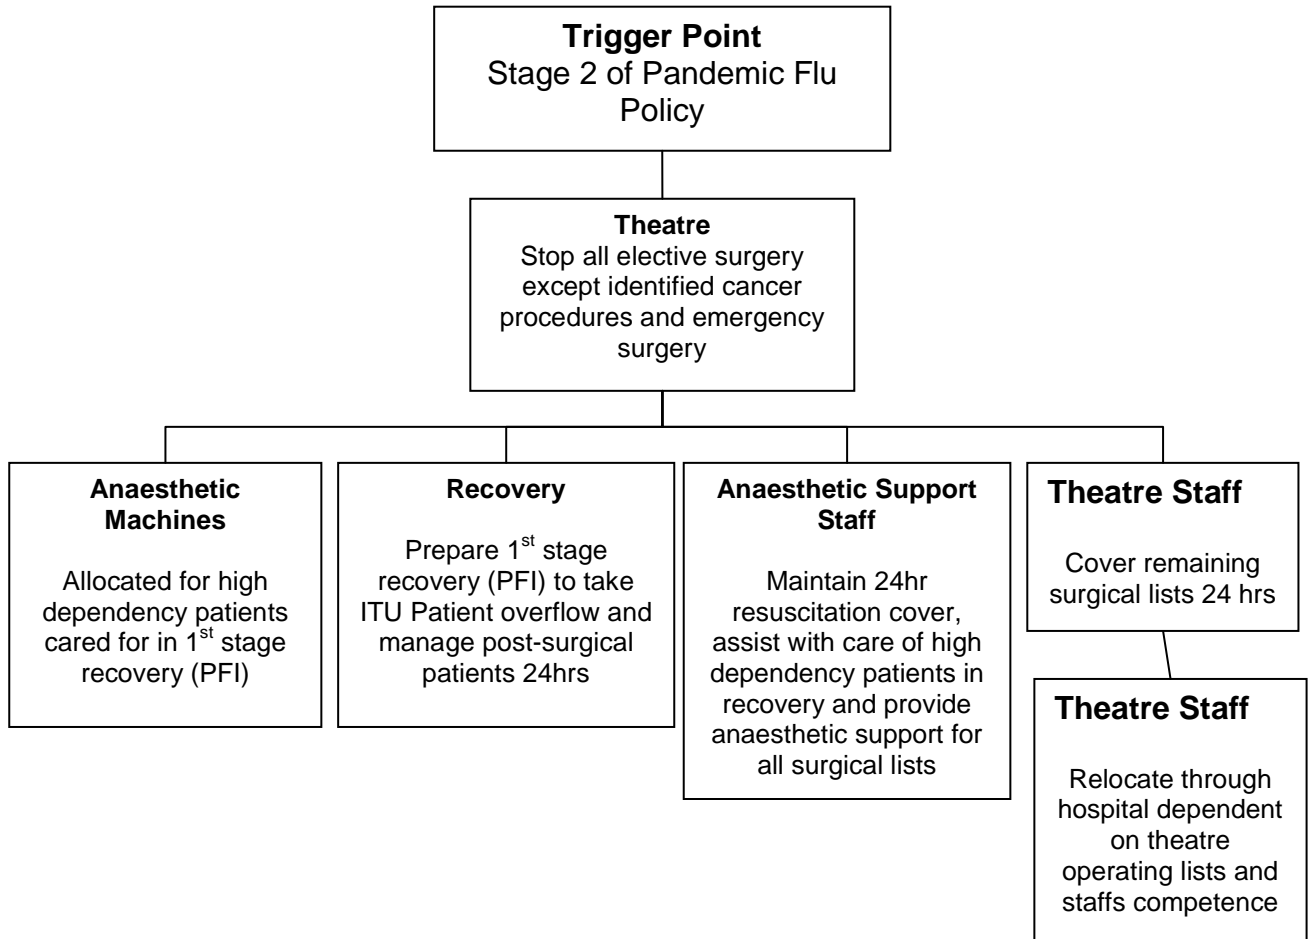 Trigger Point
Stage 2 of Pandemic Flu
Policy
Theatre
Stop all elective surgery
except identified cancer
procedures and emergency
surgery
Anaesthetic
Machines
Allocated for high
dependency patients
cared for in 1st stage
recovery (PFI)
Recovery
Prepare 1st stage
recovery (PFI) to take
ITU Patient overflow and
manage post-surgical
patients 24hrs
Anaesthetic Support
Staff
Maintain 24hr
resuscitation cover,
assist with care of high
dependency patients in
recovery and provide
anaesthetic support for
all surgical lists
Theatre Staff
Cover remaining
surgical lists 24 hrs
Theatre Staff
Relocate through
hospital dependent
on theatre
operating lists and
staffs competence